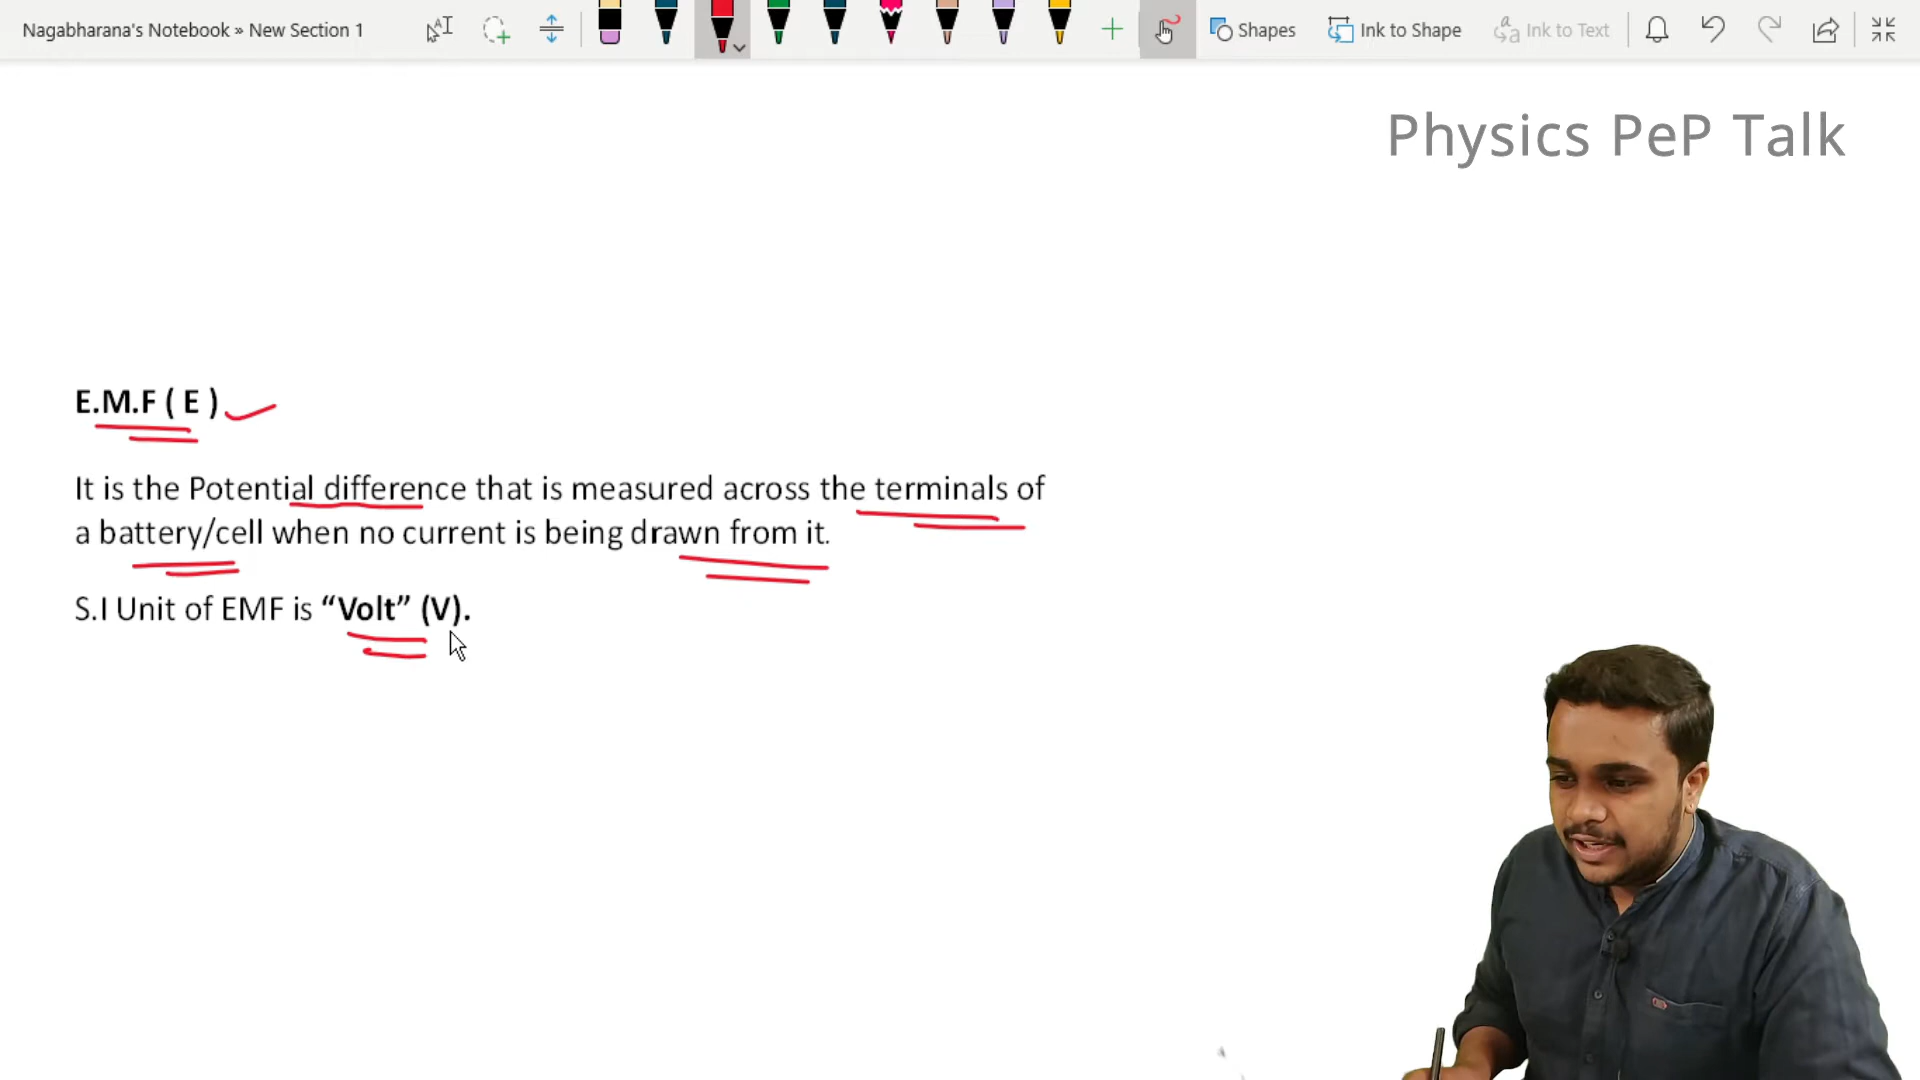 Nagabharana's Notebook » New Section 1
Shapes
Ink to Shape
Ink to Text
Physics PeP Talk
E.M.F ( E )
It is the Potential difference that is measured across the terminals of
a battery/cell when no current is being drawn from it.
S.I Unit of EMF is “Volt” (V).